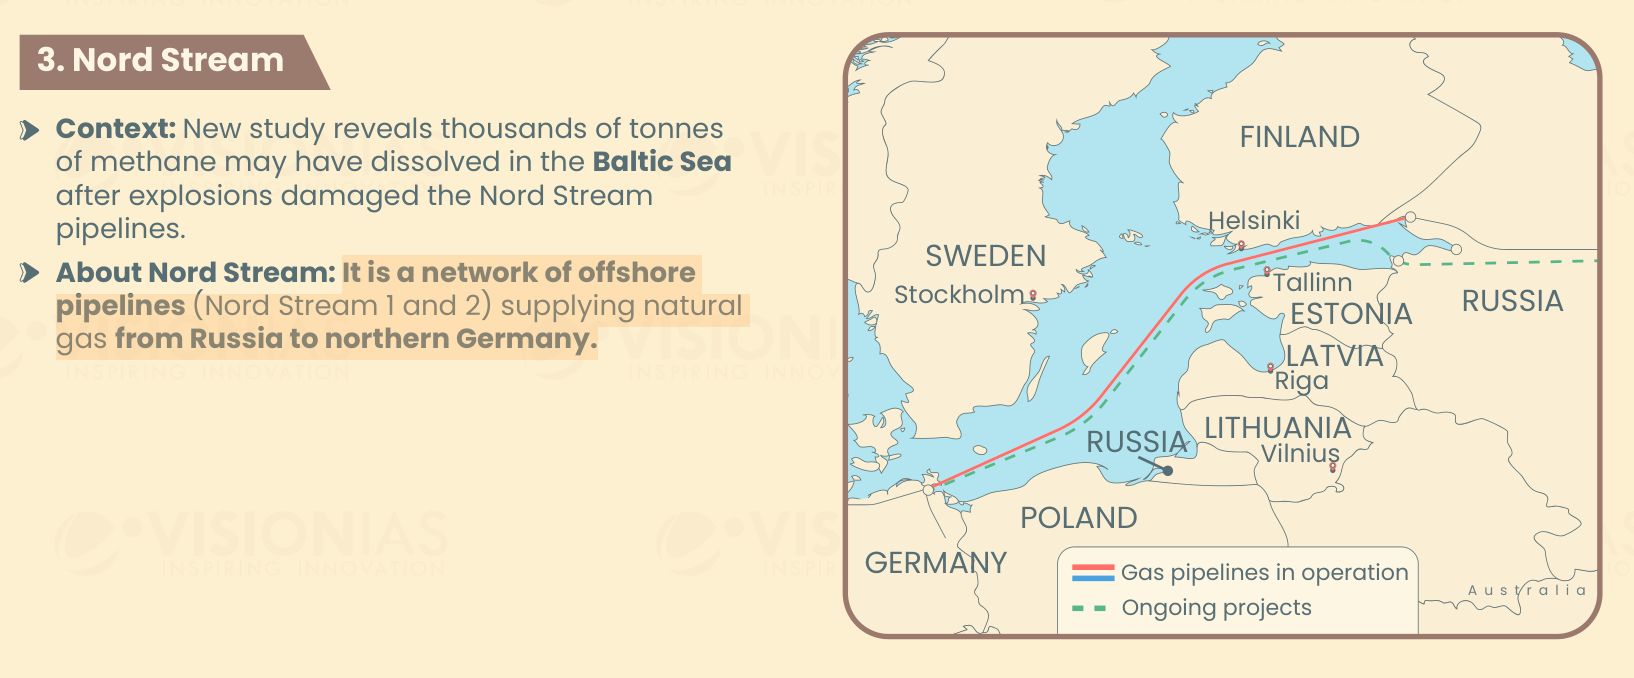 3. Nord Stream
Context: New study reveals thousands of tonnes
of methane may have dissolved in the Baltic Sea
after explosions damaged the Nord Stream
pipelines.
About Nord Stream: It is a network of offshore
pipelines (Nord Stream 1 and 2) supplying natural
gas from Russia to northern Germany.
FINLAND
Helsinki
SWEDEN
Stockholm
Tallinn
ESTONIA
RUSSIA
LATVIA
Riga
RUSSIA
LITHUANIA
Vilnius
POLAND
GERMANY
Gas pipelines in operation
Ongoing projects
Australia
VISIONIAS
INSPIRING INNOVATION